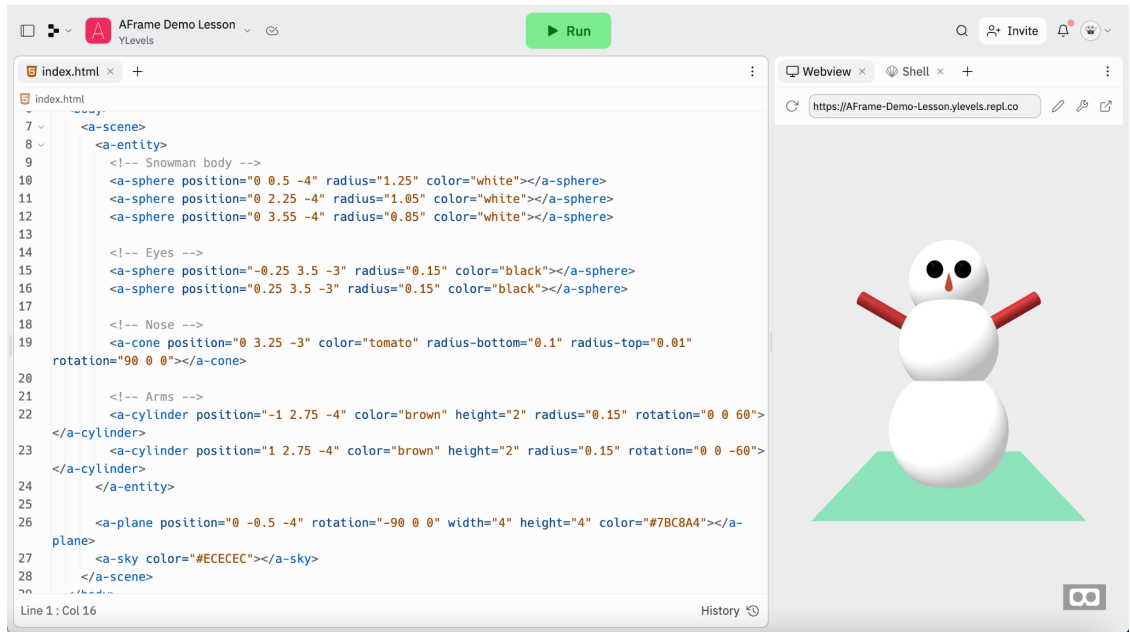 AFrame Demo Lesson
YLevels
Run
Invite
index.html
Webview
Shell
index.html
https://AFrame-Demo-Lesson.ylevels.repl.co
7 <a-scene>
8 <a-entity>
9 <!-- Snowman body -->
10 <a-sphere position="0 0.5 -4" radius="1.25" color="white"></a-sphere>
11 <a-sphere position="0 2.25 -4" radius="1.05" color="white"></a-sphere>
12 <a-sphere position="0 3.55 -4" radius="0.85" color="white"></a-sphere>
13
14 <!-- Eyes -->
15 <a-sphere position="-0.25 3.5 -3" radius="0.15" color="black"></a-sphere>
16 <a-sphere position="0.25 3.5 -3" radius="0.15" color="black"></a-sphere>
17
18 <!-- Nose -->
19 <a-cone position="0 3.25 -3" color="tomato" radius-bottom="0.1" radius-top="0.01"
rotation="90 0 0"></a-cone>
20
21 <!-- Arms -->
22 <a-cylinder position="-1 2.75 -4" color="brown" height="2" radius="0.15" rotation="0 0 60">
</a-cylinder>
23 <a-cylinder position="1 2.75 -4" color="brown" height="2" radius="0.15" rotation="0 0 -60">
</a-cylinder>
24 </a-entity>
25
26 <a-plane position="0 -0.5 -4" rotation="-90 0 0" width="4" height="4" color="#7BC8A4"></a-
plane>
27 <a-sky color="#ECECEC"></a-sky>
28 </a-scene>
Line 1 : Col 16
History